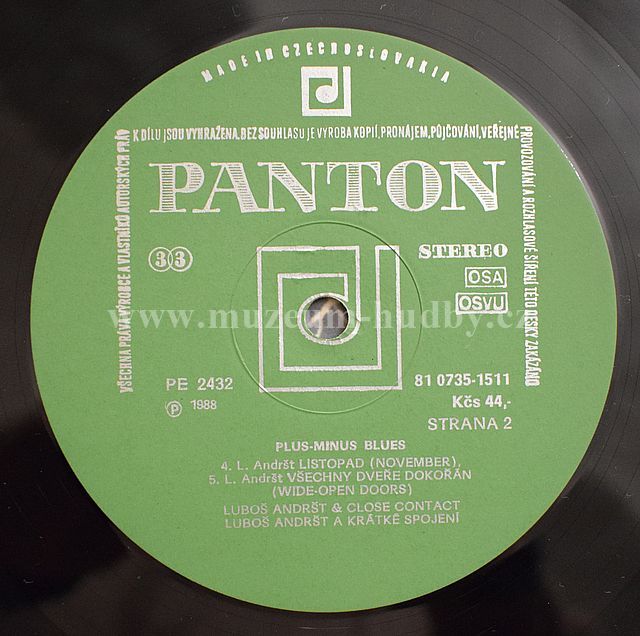 MADE IN CZECHOSLOVAKIA
VŠECHNA PRÁVA VÝROBCE A VLASTNÍKŮ AUTORSKÝCH PRÁV
K DÍLU JSOU VYHRAŽENA. BEZ SOUHLASU JE VÝROBA KOPIÍ, PRONÁJEM, PŮJČOVÁNÍ, VEŘEJNÉ
PROVOZOVÁNÍ A ROZHLASOVÉ ŠÍŘENÍ TÉTO DESKY ZAKÁZÁNO
PANTON
33
STEREO
OSA
OSVU
www.muzeum-hudby.cz
PE 2432
℗ 1988
81 0735-1511
Kčs 44,-
STRANA 2
PLUS-MINUS BLUES
4. L. Andršt LISTOPAD (NOVEMBER),
5. L. Andršt VŠECHNY DVEŘE DOKOŘÁN
(WIDE-OPEN DOORS)
LUBOŠ ANDRŠT & CLOSE CONTACT
LUBOŠ ANDRŠT A KRÁTKÉ SPOJENÍ